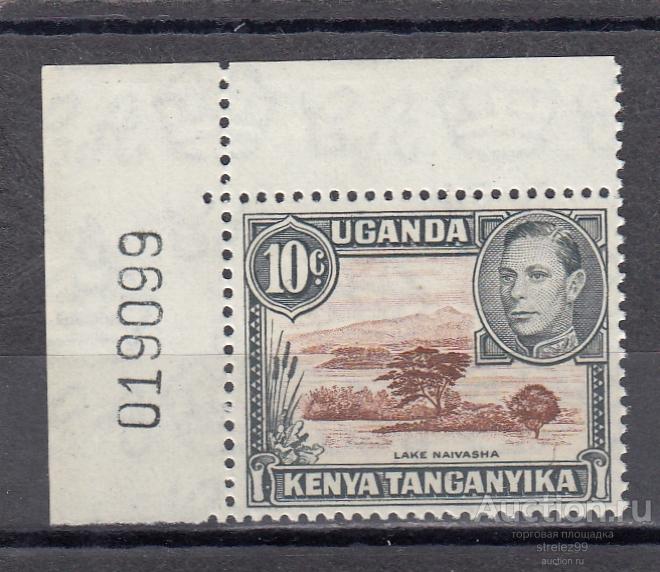 019099
UGANDA
10c.
LAKE NAIVASHA
KENYA TANGANYIKA
Auction.ru
торговая площадка
strelez99
auction.ru